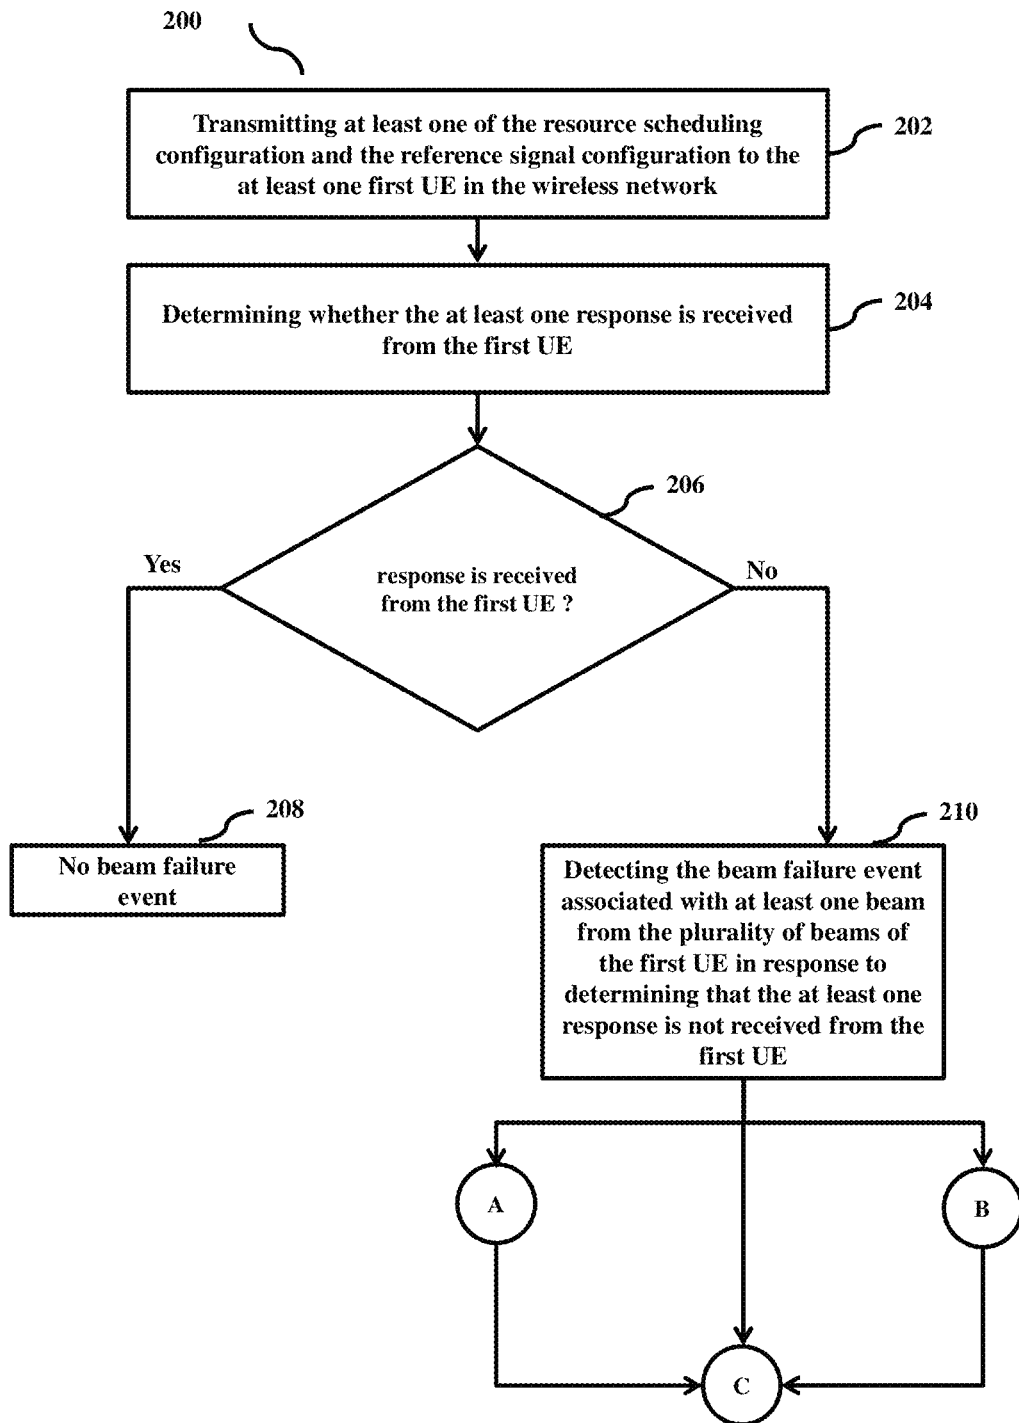 200
Transmitting at least one of the resource scheduling
configuration and the reference signal configuration to the
at least one first UE in the wireless network
202
Determining whether the at least one response is received
from the first UE
204
206
Yes
response is received
from the first UE ?
No
208
No beam failure
event
210
Detecting the beam failure event
associated with at least one beam
from the plurality of beams of
the first UE in response to
determining that the at least one
response is not received from the
first UE
A
B
C